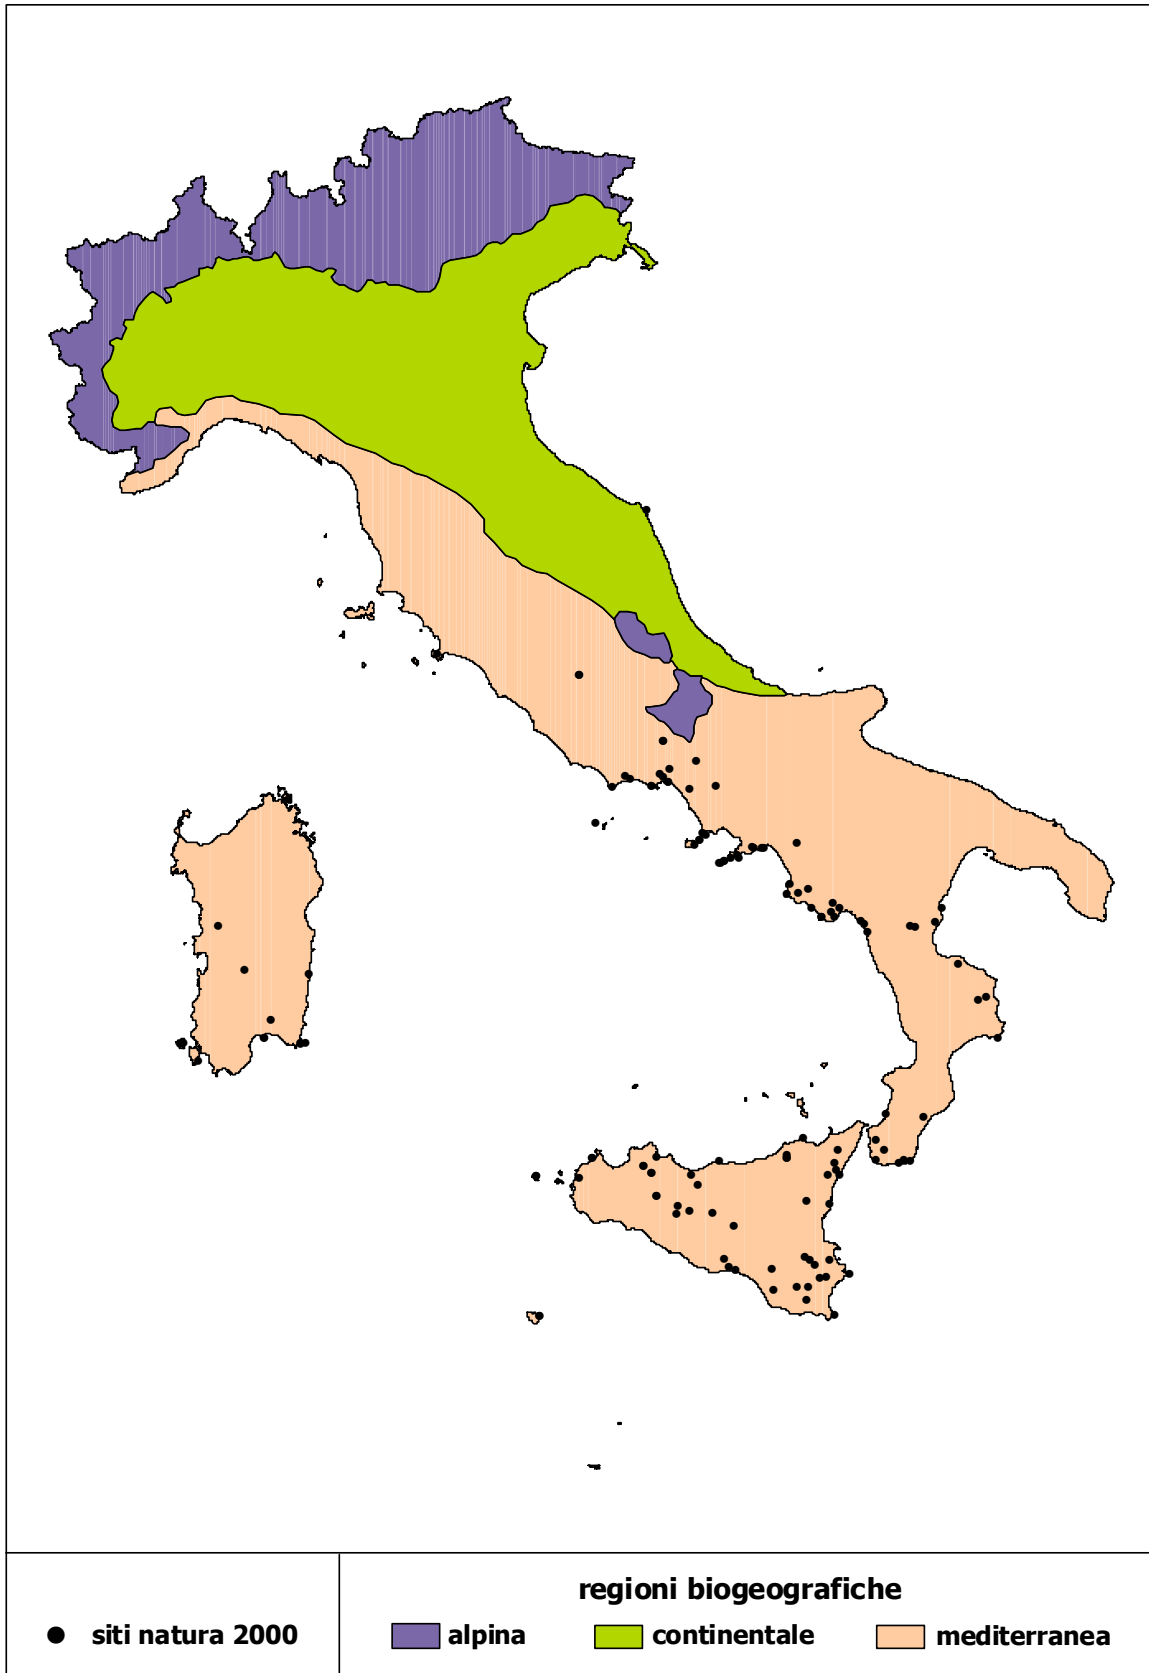 regioni biogeografiche
siti natura 2000
alpina
continentale
mediterranea